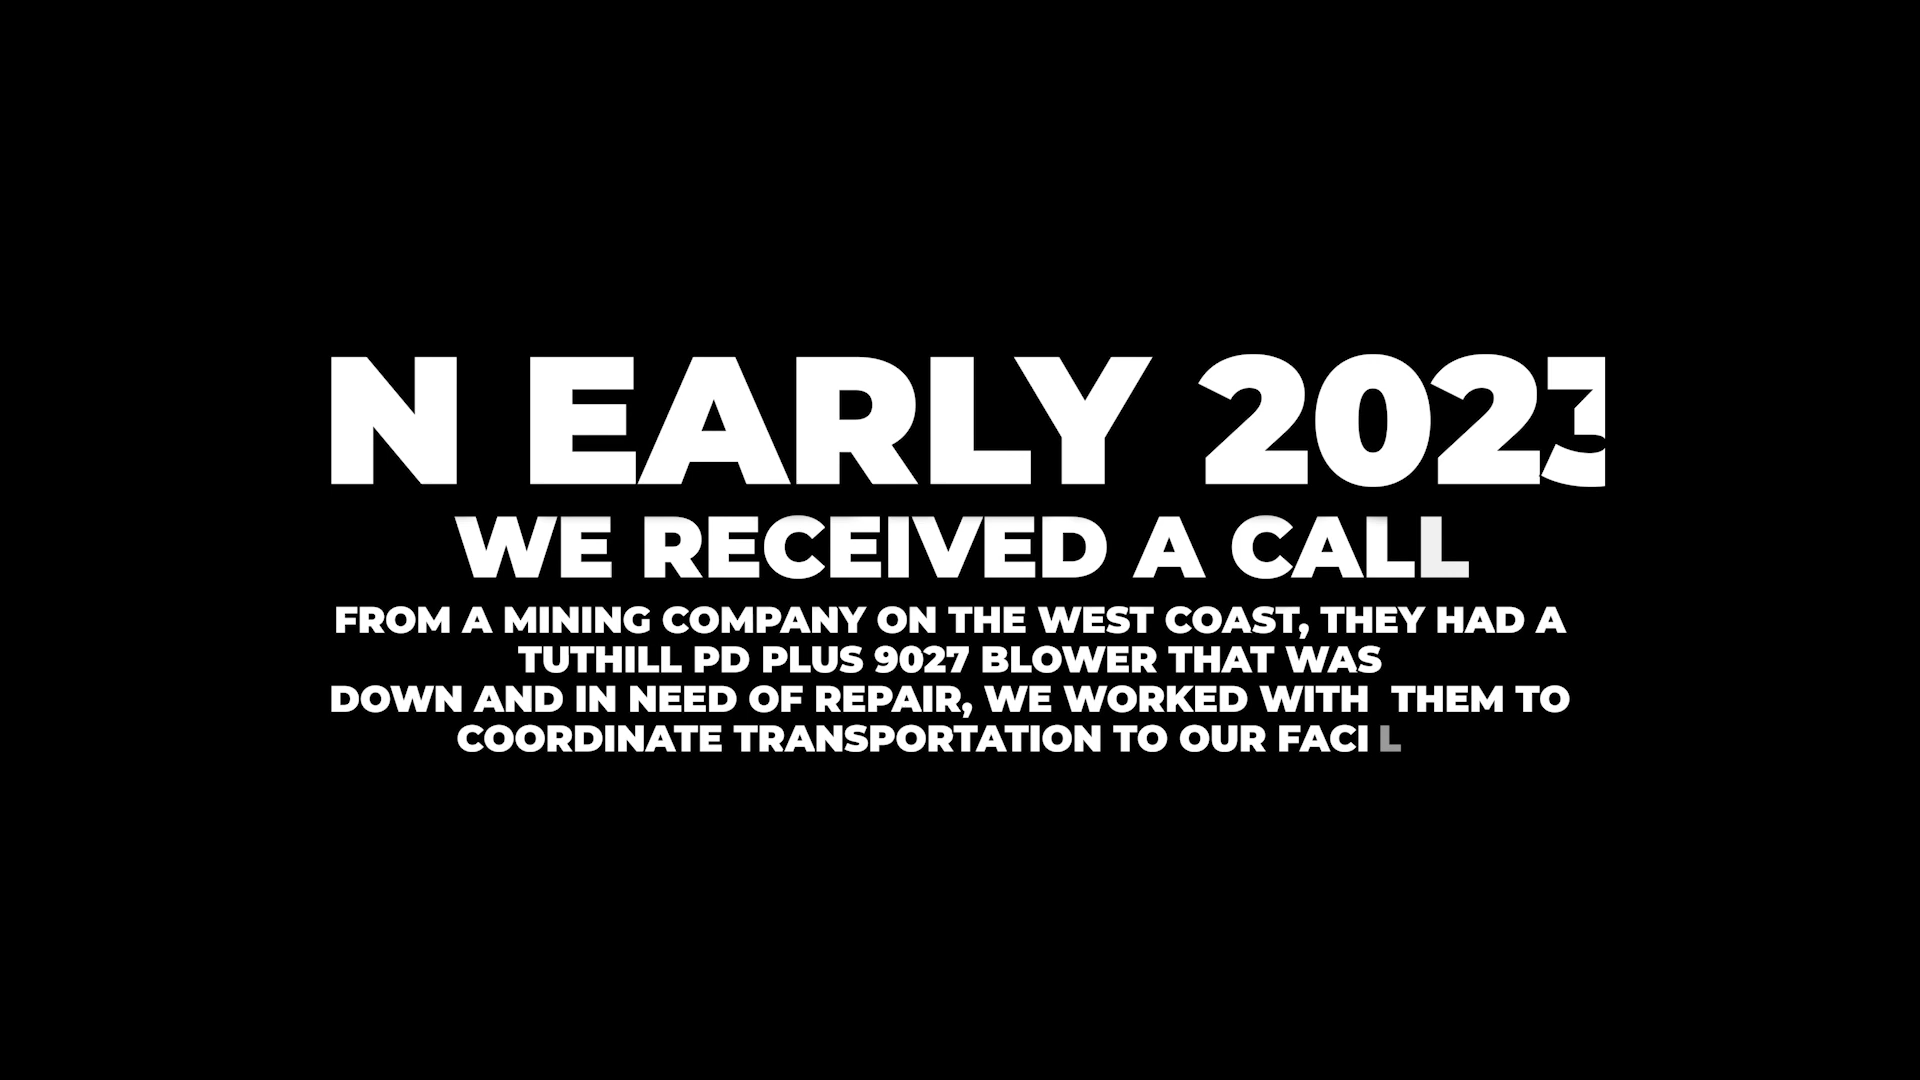 N EARLY 2023
WE RECEIVED A CALL
FROM A MINING COMPANY ON THE WEST COAST, THEY HAD A
TUTHILL PD PLUS 9027 BLOWER THAT WAS
DOWN AND IN NEED OF REPAIR, WE WORKED WITH THEM TO
COORDINATE TRANSPORTATION TO OUR FACIL